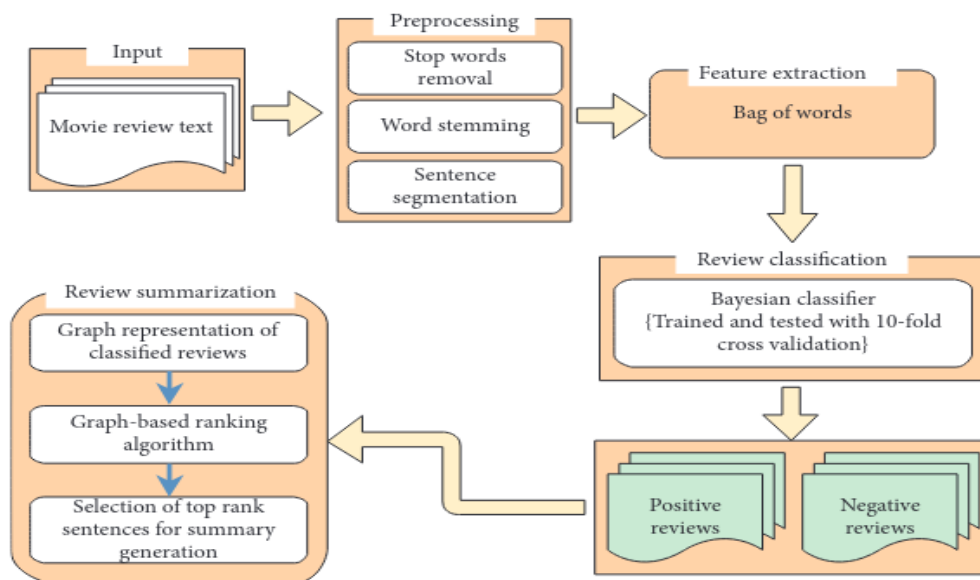 Input
Movie review text
Preprocessing
Stop words
removal
Word stemming
Sentence
segmentation
Feature extraction
Bag of words
Review classification
Bayesian classifier
{Trained and tested with 10-fold
cross validation}
Positive
reviews
Negative
reviews
Review summarization
Graph representation of
classified reviews
Graph-based ranking
algorithm
Selection of top rank
sentences for summary
generation